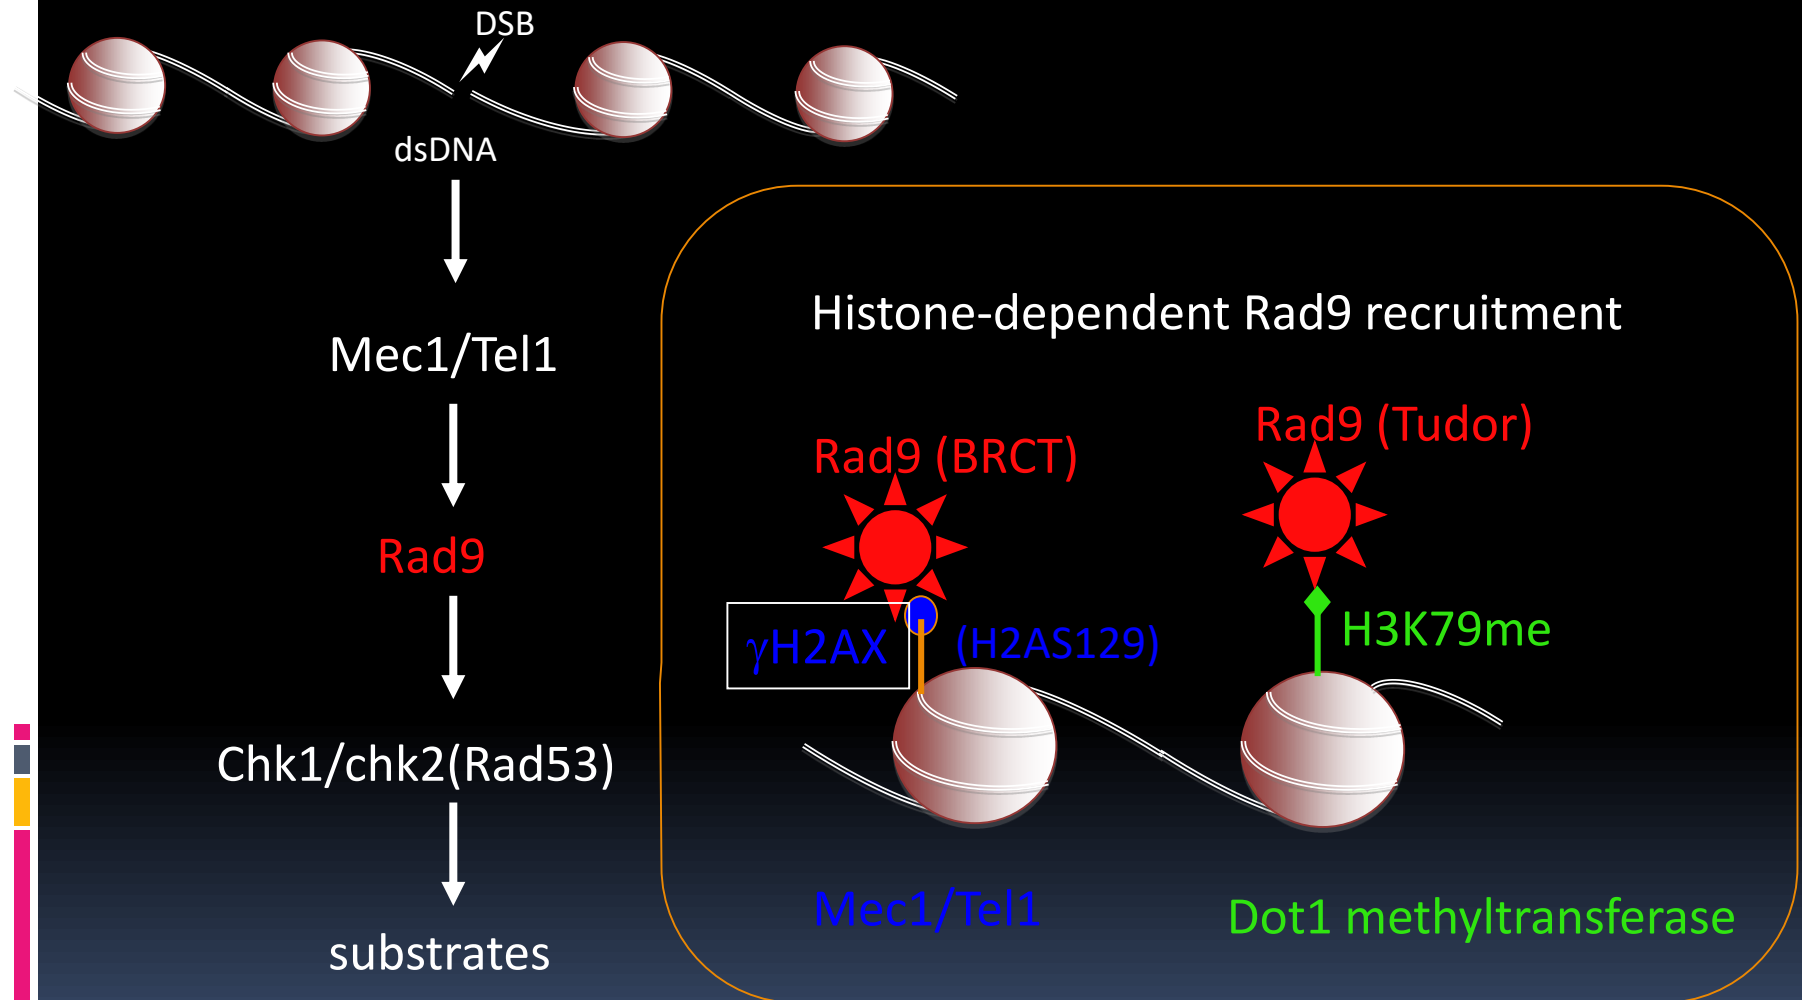 DSB
dsDNA
Mec1/Tel1
Rad9
Chk1/chk2(Rad53)
substrates
Histone-dependent Rad9 recruitment
Rad9 (BRCT)
Rad9 (Tudor)
γH2AX
(H2AS129)
H3K79me
Mec1/Tel1
Dot1 methyltransferase